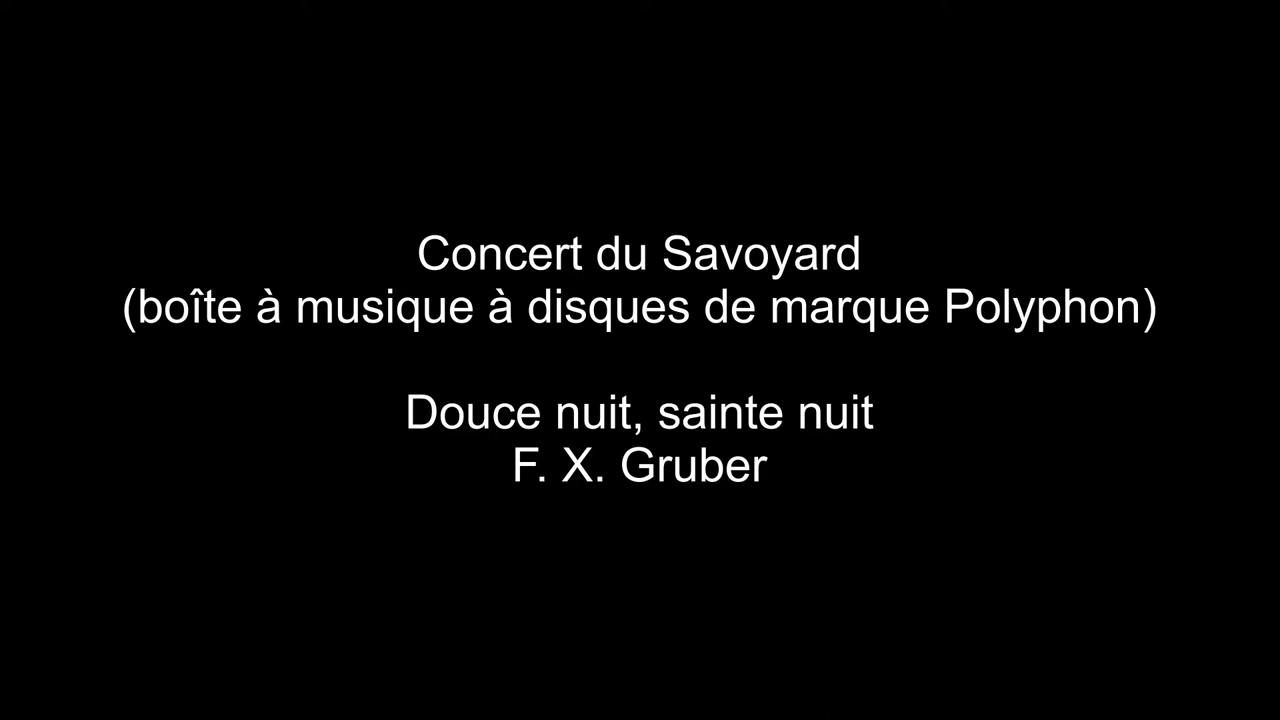 Concert du Savoyard
(boîte à musique à disques de marque Polyphon)
Douce nuit, sainte nuit
F. X. Gruber